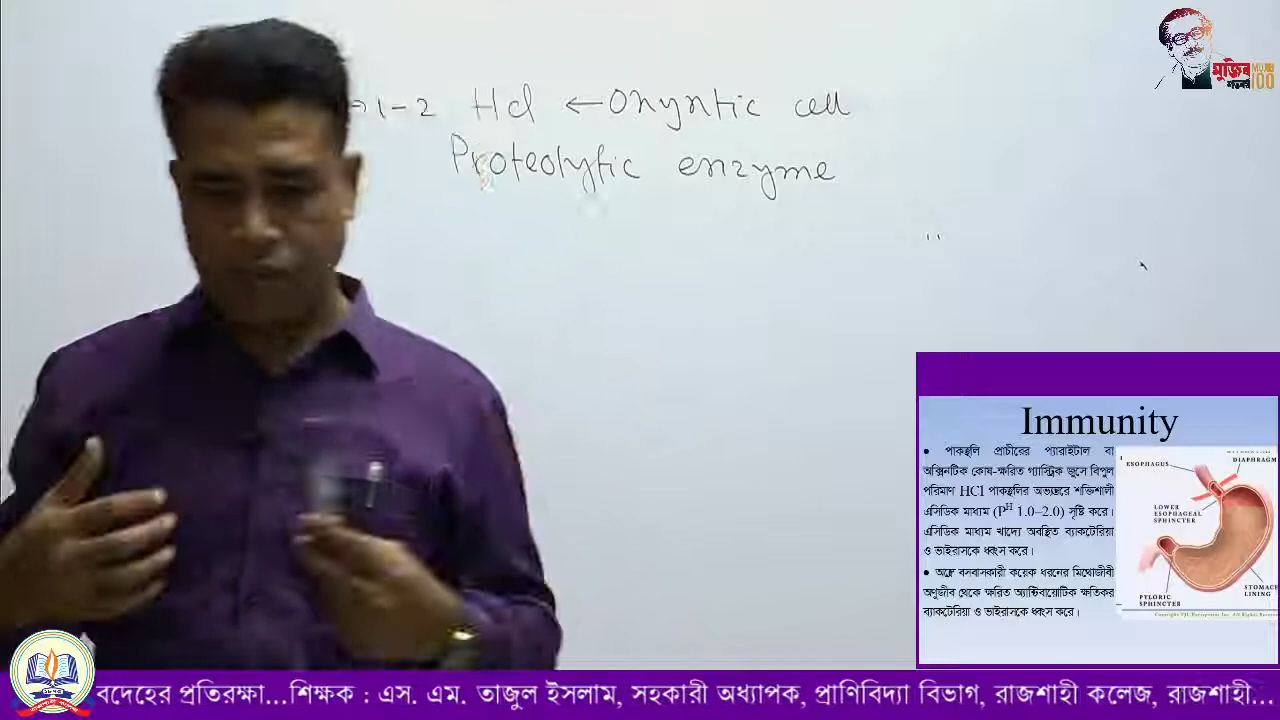 1-2 HCl ← Oxyntic cell
Proteolytic enzyme
মুজিব
শতবর্ষ
100
Immunity
• পাকস্থলি প্রাচীরের প্যারাইটাল বা
অক্সিনটিক কোষ-ক্ষরিত গ্যাস্ট্রিক জুসে বিপুল
পরিমাণ HCl পাকস্থলির অভ্যন্তরে শক্তিশালী
এসিডিক মাধ্যম (P^H 1.0–2.0) সৃষ্টি করে।
এসিডিক মাধ্যম খাদ্যে অবস্থিত ব্যাকটেরিয়া
ও ভাইরাসকে ধ্বংস করে।
• অন্ত্রে বসবাসকারী কয়েক ধরনের মিথোজীবী
অণুজীব থেকে ক্ষরিত অ্যান্টিবায়োটিক ক্ষতিকর
ব্যাকটেরিয়া ও ভাইরাসকে ধ্বংস করে।
ESOPHAGUS
DIAPHRAGM
LOWER
ESOPHAGEAL
SPHINCTER
PYLORIC
SPHINCTER
STOMACH
LINING
বদেহের প্রতিরক্ষা...শিক্ষক : এস. এম. তাজুল ইসলাম, সহকারী অধ্যাপক, প্রাণিবিদ্যা বিভাগ, রাজশাহী কলেজ, রাজশাহী...